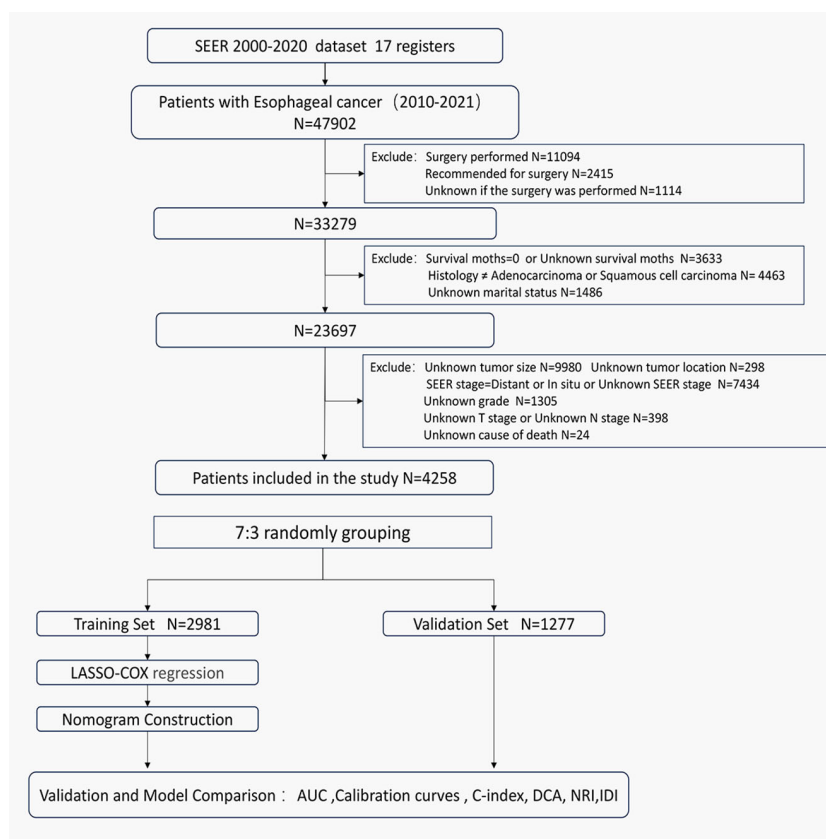 SEER 2000-2020 dataset 17 registers
Patients with Esophageal cancer（2010-2021）
N=47902
Exclude： Surgery performed N=11094
Recommended for surgery N=2415
Unknown if the surgery was performed N=1114
N=33279
Exclude： Survival moths=0 or Unknown survival moths N=3633
Histology ≠ Adenocarcinoma or Squamous cell carcinoma N= 4463
Unknown marital status N=1486
N=23697
Exclude： Unknown tumor size N=9980 Unknown tumor location N=298
SEER stage=Distant or In situ or Unknown SEER stage N=7434
Unknown grade N=1305
Unknown T stage or Unknown N stage N=398
Unknown cause of death N=24
Patients included in the study N=4258
7:3 randomly grouping
Training Set N=2981
Validation Set N=1277
LASSO-COX regression
Nomogram Construction
Validation and Model Comparison： AUC ,Calibration curves , C-index, DCA, NRI,IDI